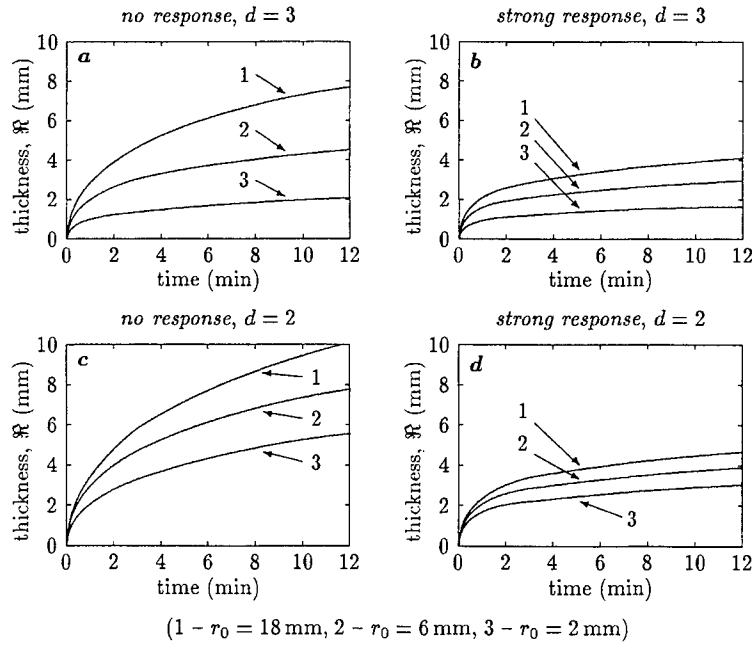 no response, d = 3
strong response, d = 3
a
b
thickness, ℜ (mm)
10
8
6
4
2
0
1
2
3
0 2 4 6 8 10 12
time (min)
thickness, ℜ (mm)
10
8
6
4
2
0
1
2
3
0 2 4 6 8 10 12
time (min)
no response, d = 2
strong response, d = 2
c
d
thickness, ℜ (mm)
10
8
6
4
2
0
1
2
3
0 2 4 6 8 10 12
time (min)
thickness, ℜ (mm)
10
8
6
4
2
0
1
2
3
0 2 4 6 8 10 12
time (min)
(1 – r₀ = 18 mm, 2 – r₀ = 6 mm, 3 – r₀ = 2 mm)